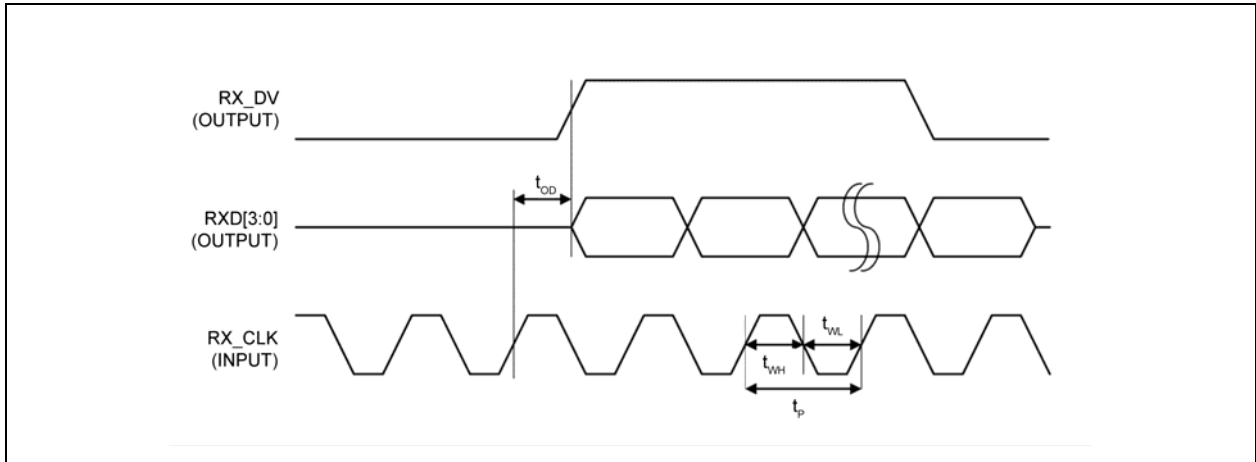 RX_DV
(OUTPUT)
tOD
RXD[3:0]
(OUTPUT)
RX_CLK
(INPUT)
tWH
tWL
tP